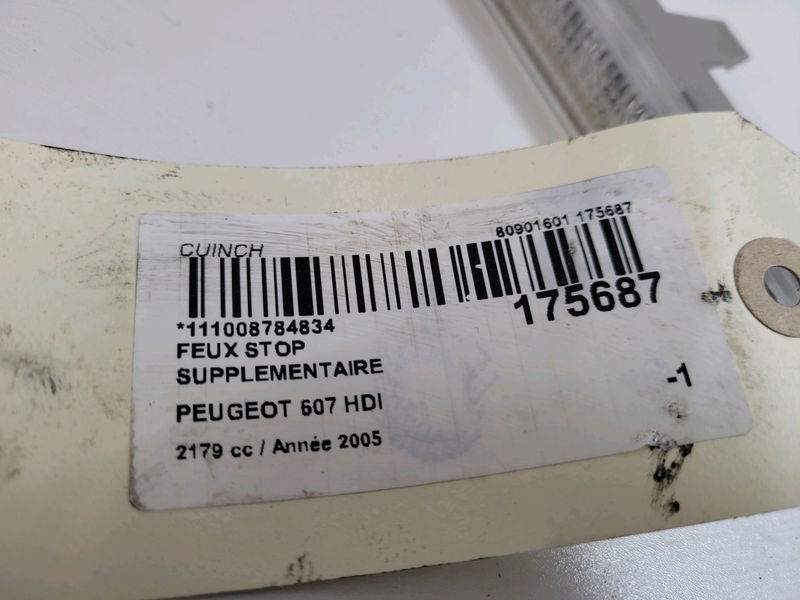 80901601 175687
CUINCH
175687
*111008784834
FEUX STOP
SUPPLEMENTAIRE
-1
PEUGEOT 607 HDI
2179 cc / Année 2005